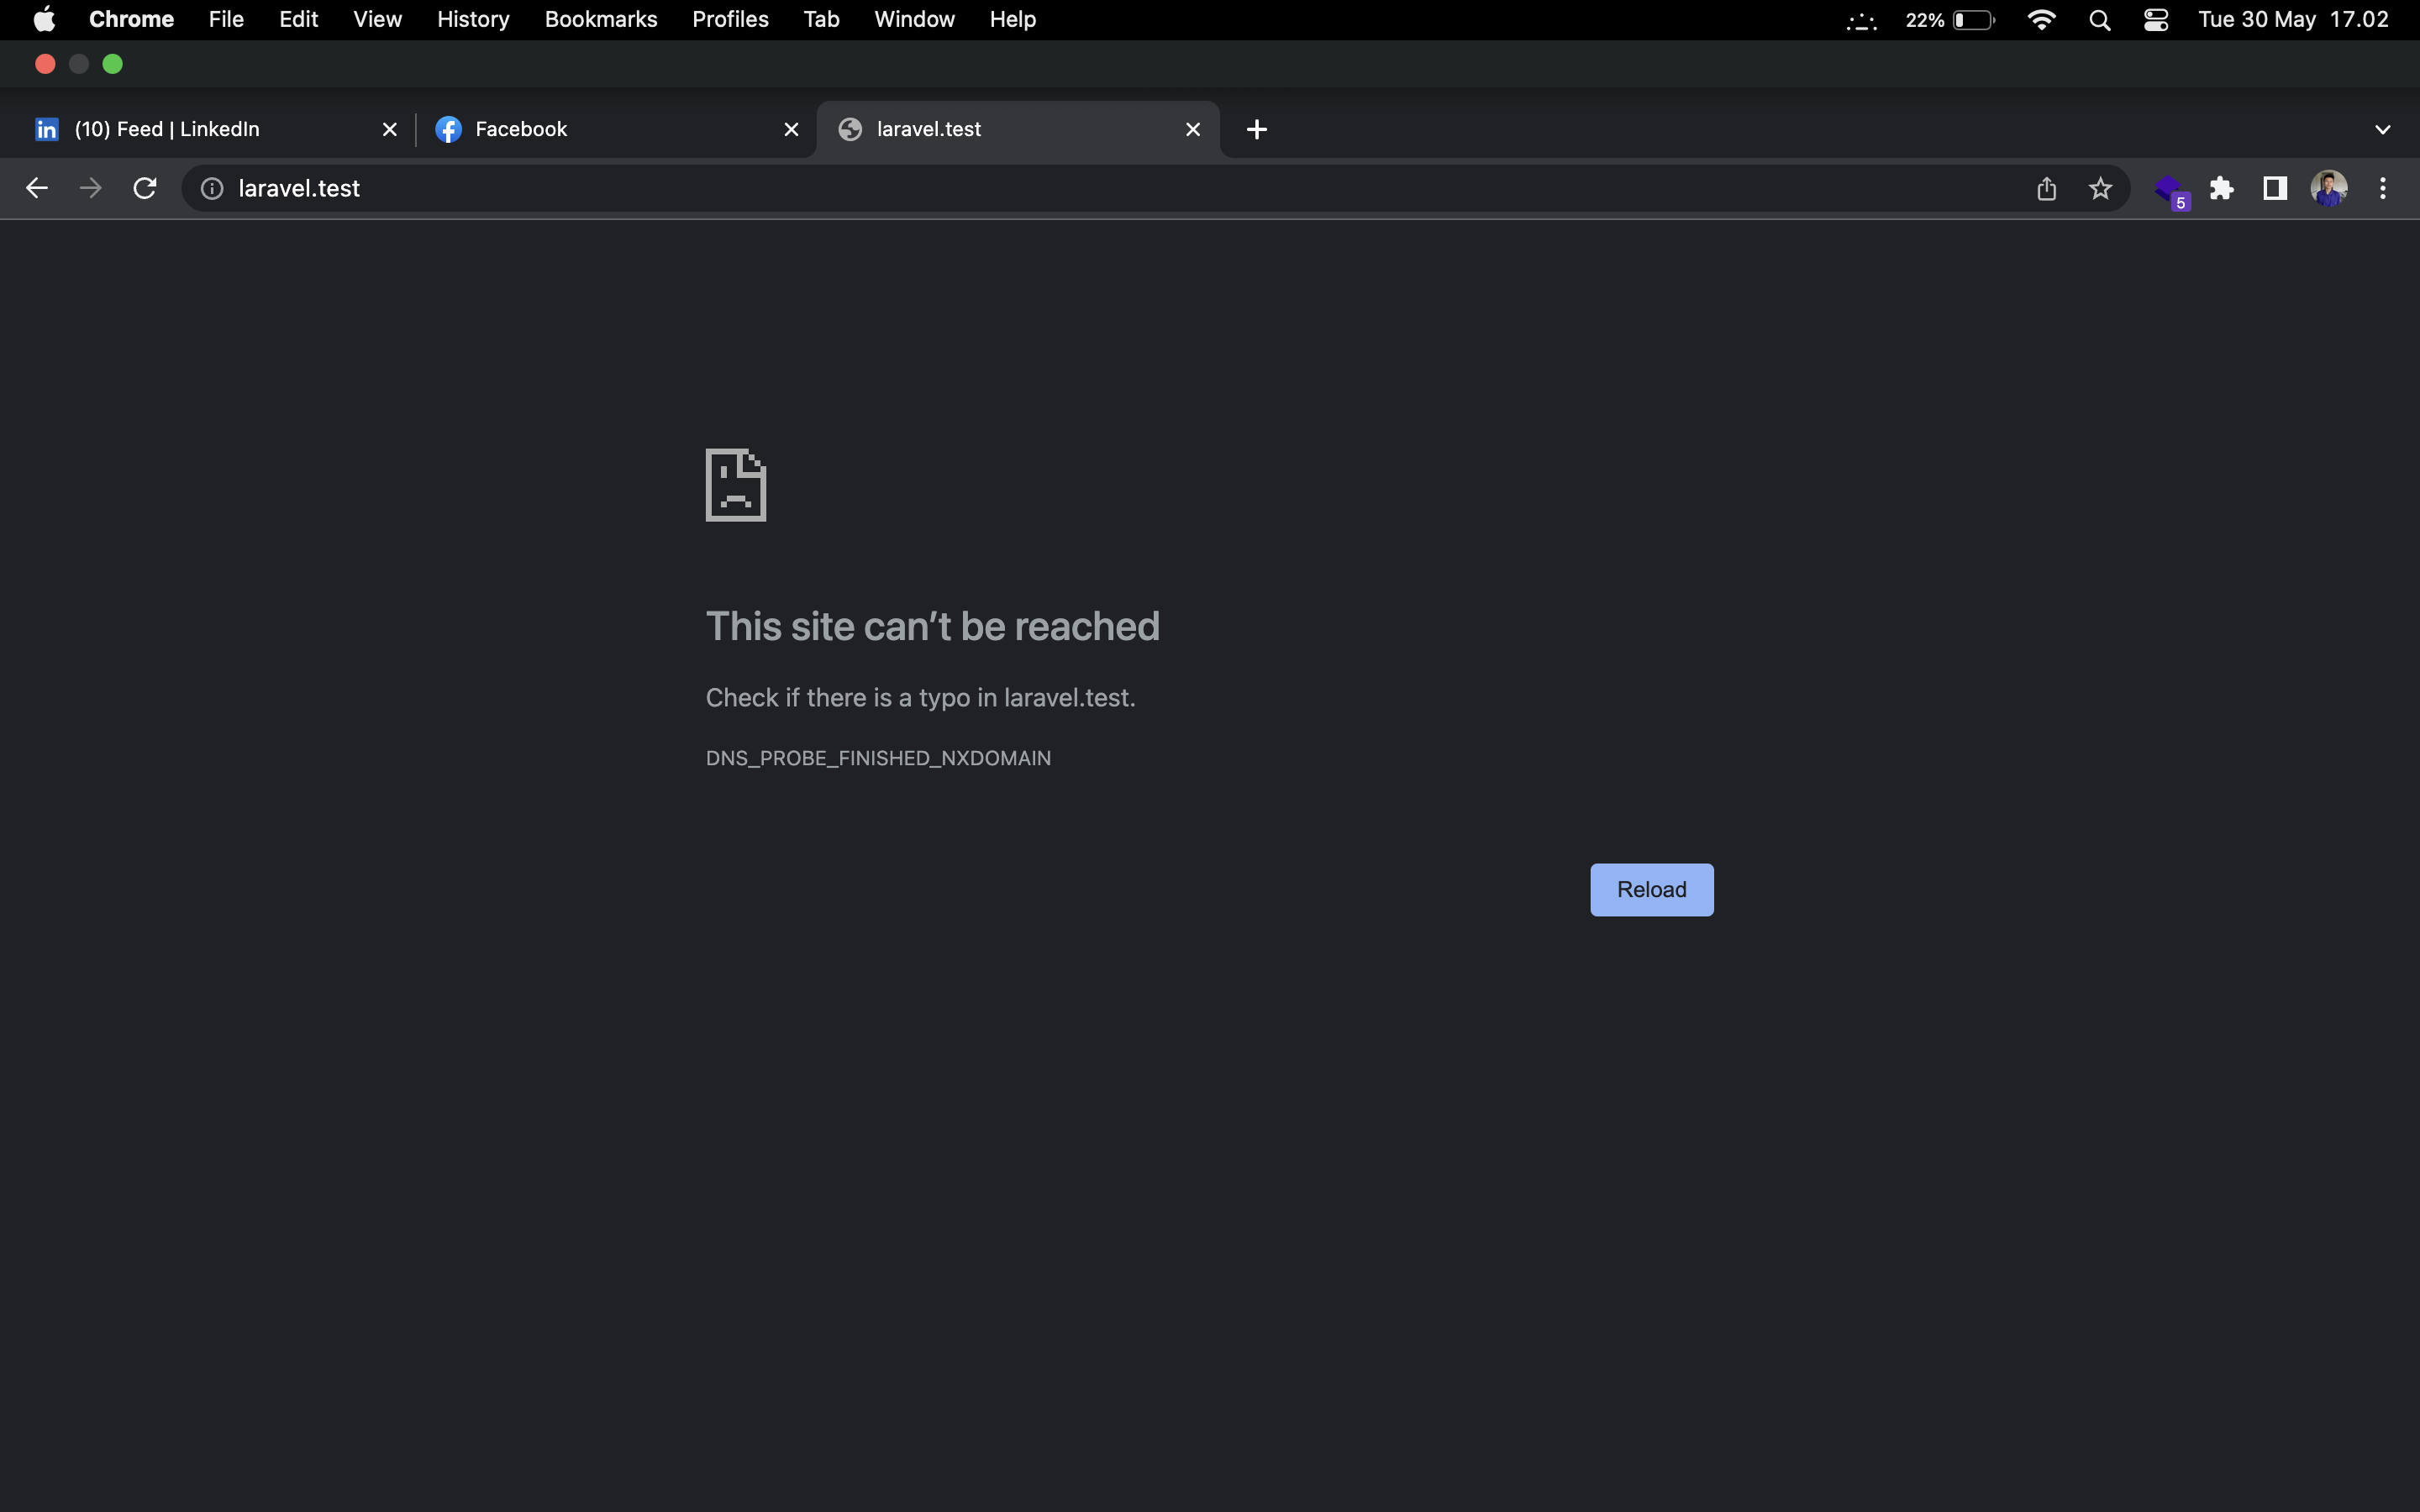 Chrome File Edit View History Bookmarks Profiles Tab Window Help 22% Tue 30 May 17.02
in (10) Feed | LinkedIn Facebook laravel.test
laravel.test 5
This site can’t be reached
Check if there is a typo in laravel.test.
DNS_PROBE_FINISHED_NXDOMAIN
Reload